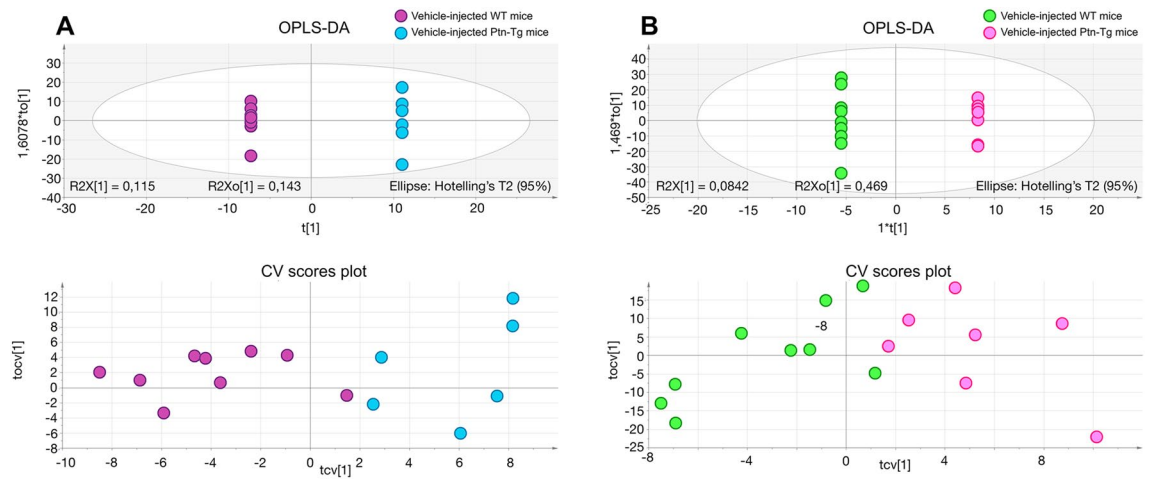 A
OPLS-DA
Vehicle-injected WT mice
Vehicle-injected Ptn-Tg mice
1,6078*to[1]
30
20
10
0
-10
-20
-30
-40
R2X[1] = 0,115
R2Xo[1] = 0,143
Ellipse: Hotelling's T2 (95%)
-30
-20
-10
0
10
20
t[1]
B
OPLS-DA
Vehicle-injected WT mice
Vehicle-injected Ptn-Tg mice
1,469*to[1]
40
30
20
10
0
-10
-20
-30
-40
-50
R2X[1] = 0,0842
R2Xo[1] = 0,469
Ellipse: Hotelling's T2 (95%)
-25
-20
-15
-10
-5
0
5
10
15
20
1*t[1]
CV scores plot
tocv[1]
12
10
8
6
4
2
0
-2
-4
-6
-8
-10
-8
-6
-4
-2
0
2
4
6
8
tcv[1]
CV scores plot
tocv[1]
15
10
5
0
-5
-10
-15
-20
-25
-8
-8
-4
0
4
8
tcv[1]